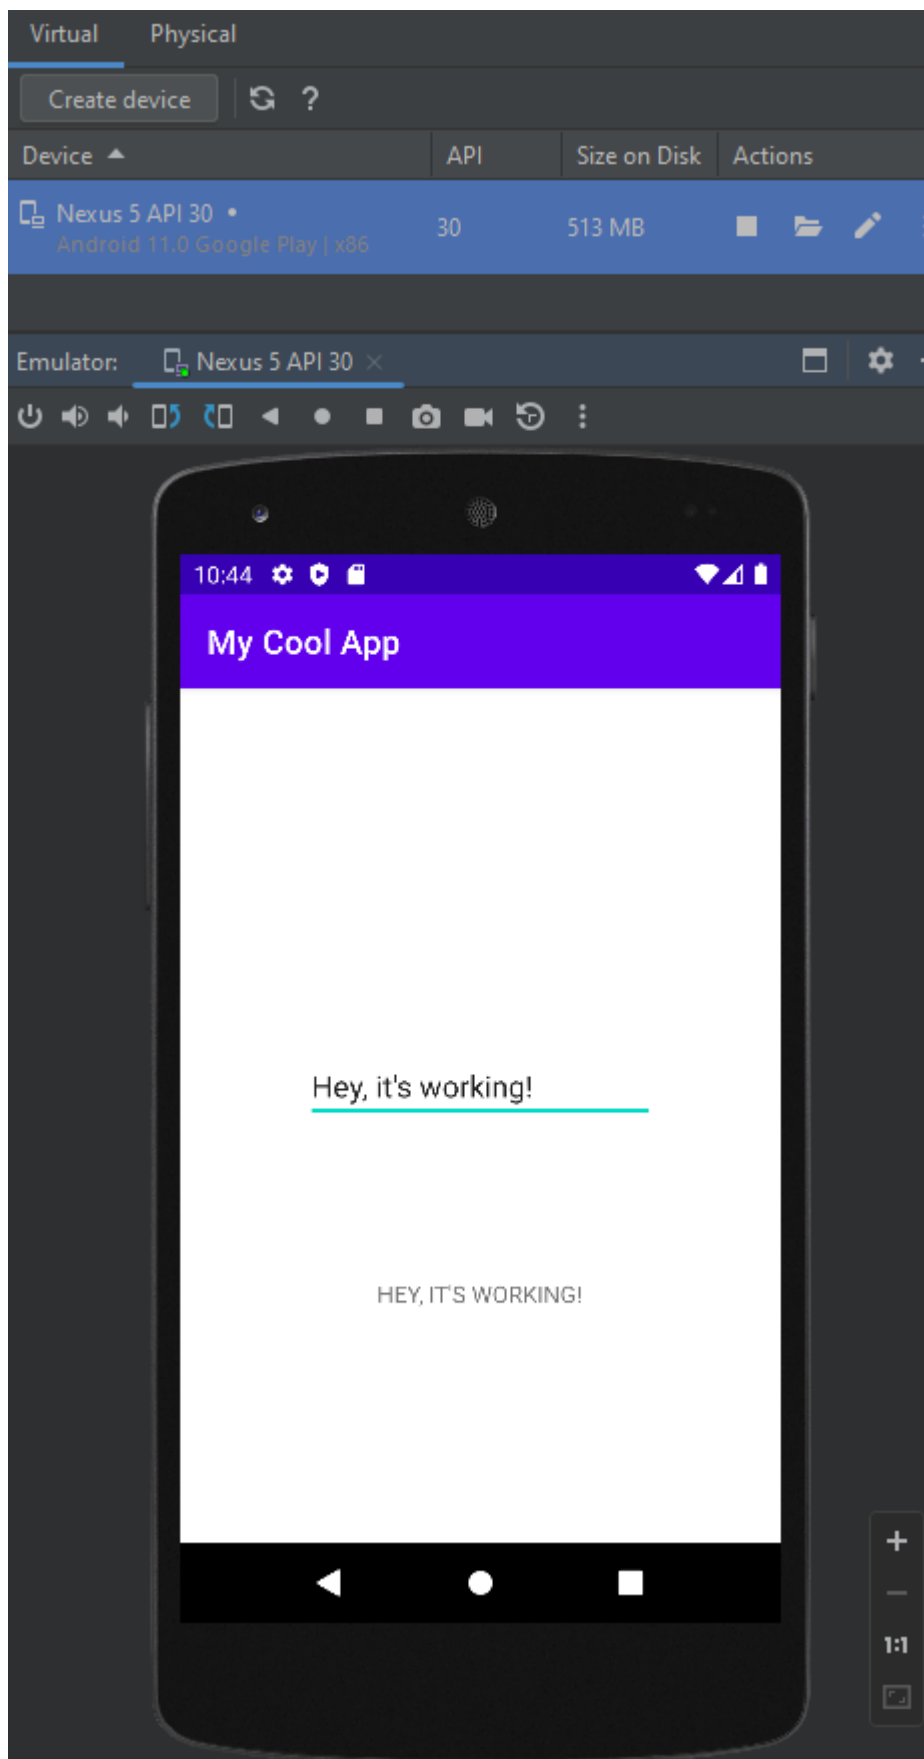 Virtual Physical
Create device ?
Device API Size on Disk Actions
Nexus 5 API 30 • 30 513 MB
Android 11.0 Google Play | x86
Emulator: Nexus 5 API 30
10:44
My Cool App
Hey, it's working!
HEY, IT'S WORKING!
1:1